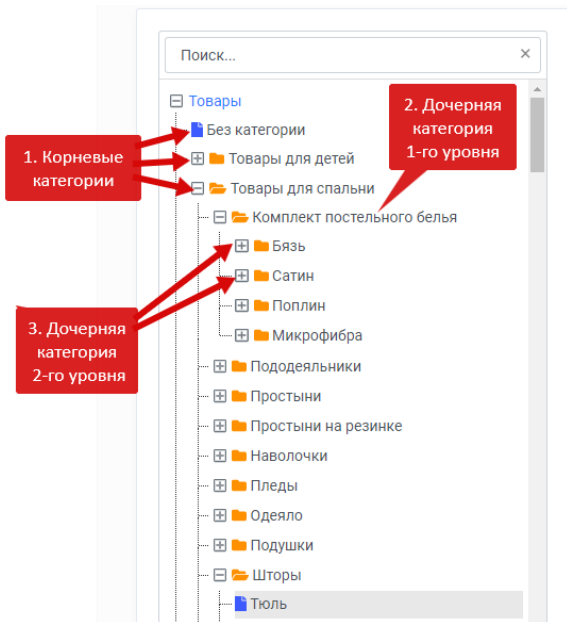 Поиск...
Товары
Без категории
Товары для детей
Товары для спальни
Комплект постельного белья
Бязь
Сатин
Поплин
Микрофибра
Пододеяльники
Простыни
Простыни на резинке
Наволочки
Пледы
Одеяло
Подушки
Шторы
Тюль
1. Корневые
категории
2. Дочерняя
категория
1-го уровня
3. Дочерняя
категория
2-го уровня